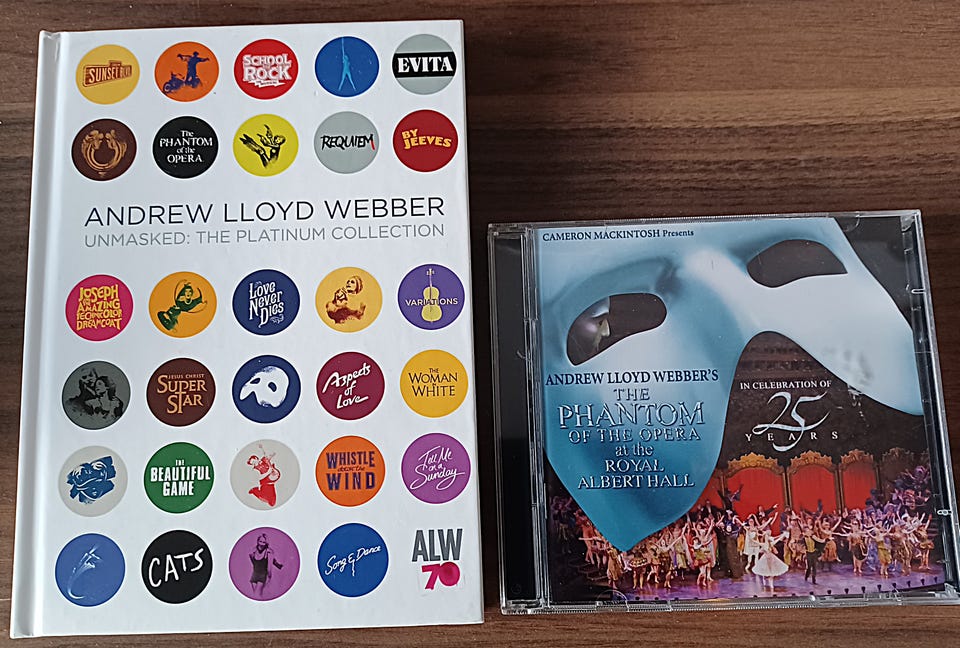 SUNSET BLVD.
SCHOOL
of
ROCK
EVITA
The
PHANTOM
of the
OPERA
REQUIEM
BY
JEEVES
ANDREW LLOYD WEBBER
UNMASKED: THE PLATINUM COLLECTION
JOSEPH
AND THE
AMAZING
TECHNICOLOR
DREAMCOAT
Love
Never
Dies
VARIATIONS
JESUS CHRIST
SUPER
STAR
Aspects
of
Love
THE
WOMAN
IN
WHITE
THE
BEAUTIFUL
GAME
WHISTLE
DOWN THE
WIND
Tell Me
on a
Sunday
CATS
Song & Dance
ALW
70
CAMERON MACKINTOSH Presents
ANDREW LLOYD WEBBER'S
THE
PHANTOM
OF THE OPERA
at the
ROYAL
ALBERT HALL
IN CELEBRATION OF
25
YEARS